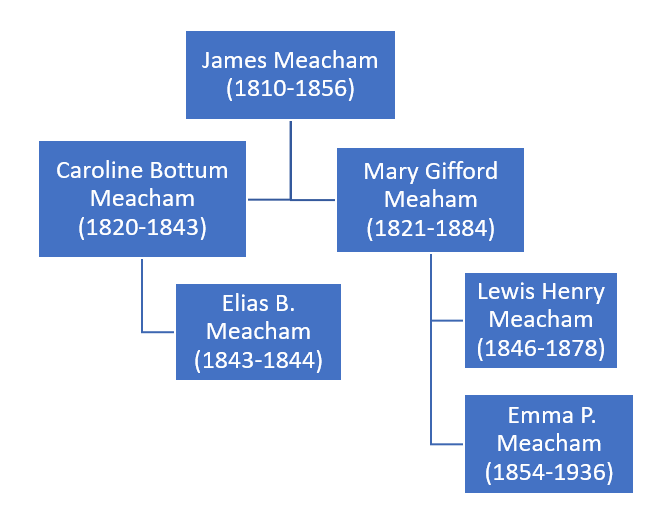 James Meacham
(1810-1856)
Caroline Bottum
Meacham
(1820-1843)
Mary Gifford
Meaham
(1821-1884)
Elias B.
Meacham
(1843-1844)
Lewis Henry
Meacham
(1846-1878)
Emma P.
Meacham
(1854-1936)